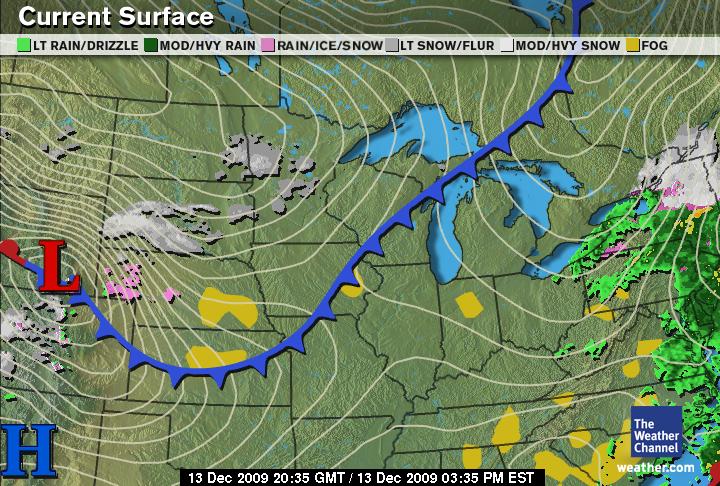 Current Surface
LT RAIN/DRIZZLE MOD/HVY RAIN RAIN/ICE/SNOW LT SNOW/FLUR MOD/HVY SNOW FOG
L
H
The
Weather
Channel
weather.com
13 Dec 2009 20:35 GMT / 13 Dec 2009 03:35 PM EST